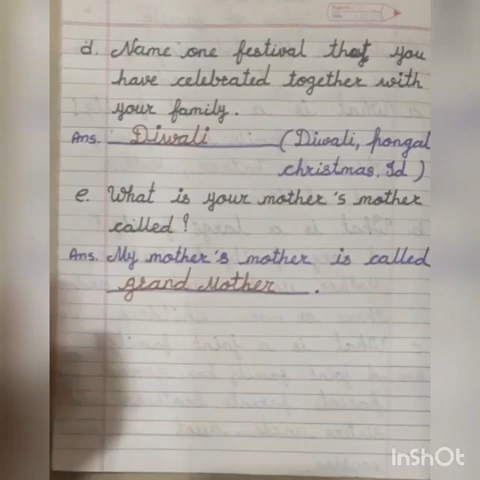 d. Name one festival that you
have celebrated together with
your family.
Ans. Diwali (Diwali, pongal
christmas, Id)
e. What is your mother's mother
called?
Ans. My mother's mother is called
grand Mother.
InShOt